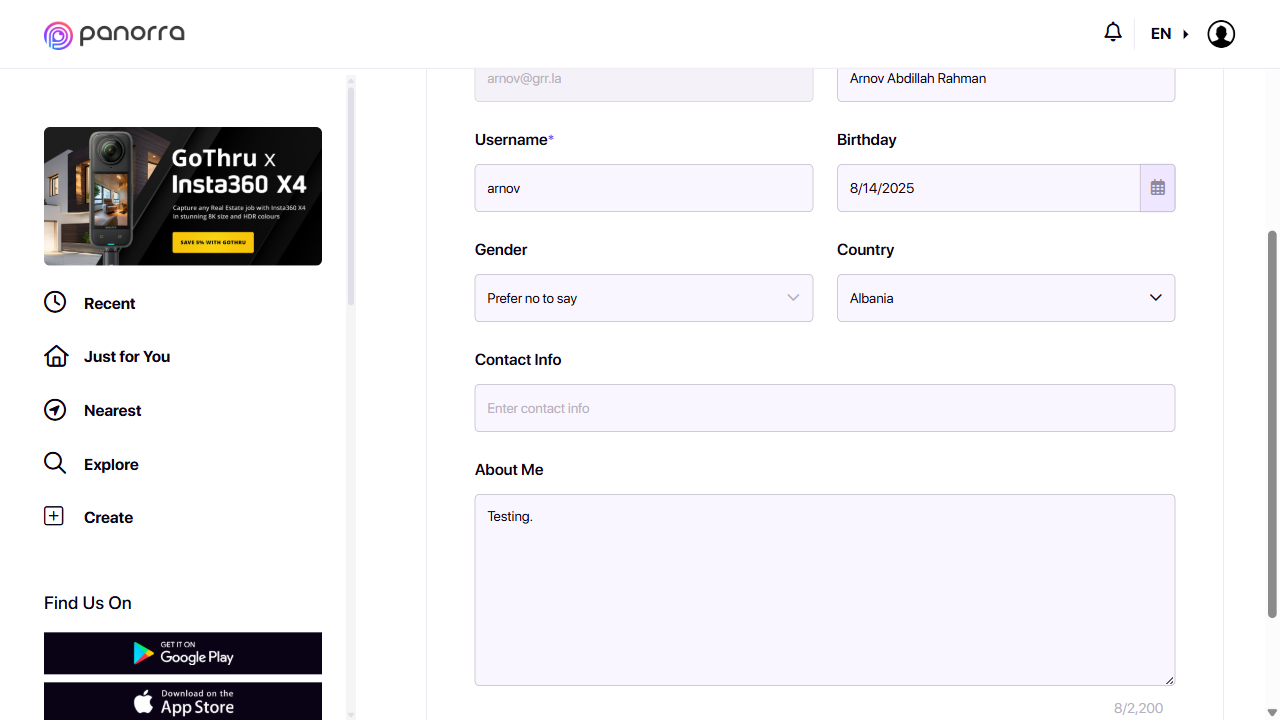 panorra
EN
arnov@grr.la
Arnov Abdillah Rahman
GoThru x
Insta360 X4
Capture any Real Estate job with Insta360 X4
in stunning 8K size and HDR colours
SAVE 5% WITH GOTHRU
Username*
Birthday
arnov
8/14/2025
Gender
Country
Prefer no to say
Albania
Recent
Just for You
Nearest
Explore
Create
Contact Info
Enter contact info
About Me
Testing.
8/2,200
Find Us On
GET IT ON
Google Play
Download on the
App Store